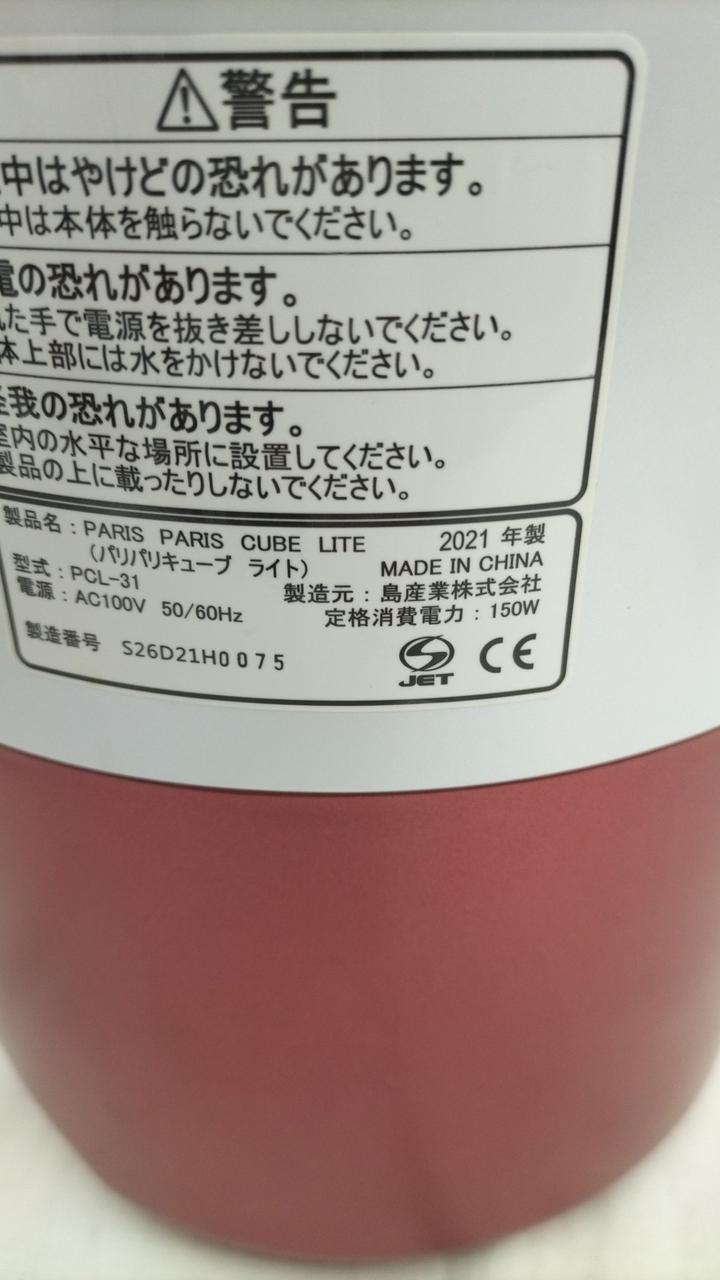 警告
中はやけどの恐れがあります。
中は本体を触らないでください。
電の恐れがあります。
た手で電源を抜き差ししないでください。
体上部には水をかけないでください。
我の恐れがあります。
室内の水平な場所に設置してください。
製品の上に載ったりしないでください。
製品名：PARIS PARIS CUBE LITE 2021 年製
（パリパリキューブ ライト） MADE IN CHINA
型式：PCL-31 製造元：島産業株式会社
電源：AC100V 50/60Hz 定格消費電力：150W
製造番号 S26D21H0075
JET CE